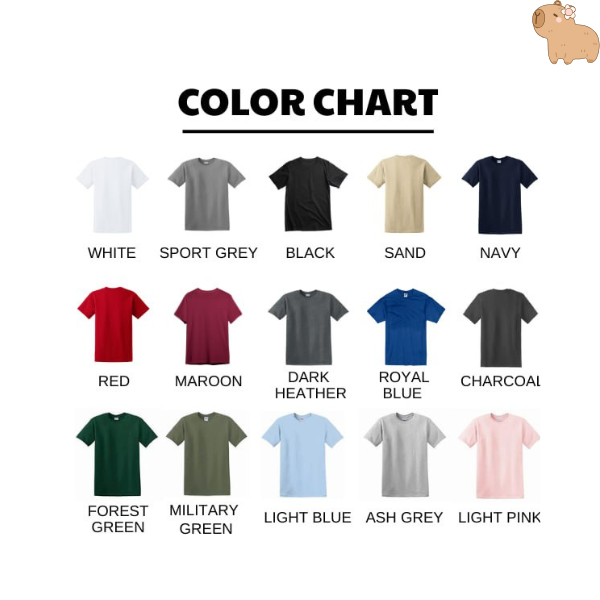 COLOR CHART
WHITE
SPORT GREY
BLACK
SAND
NAVY
RED
MAROON
DARK
HEATHER
ROYAL
BLUE
CHARCOAL
FOREST
GREEN
MILITARY
GREEN
LIGHT BLUE
ASH GREY
LIGHT PINK